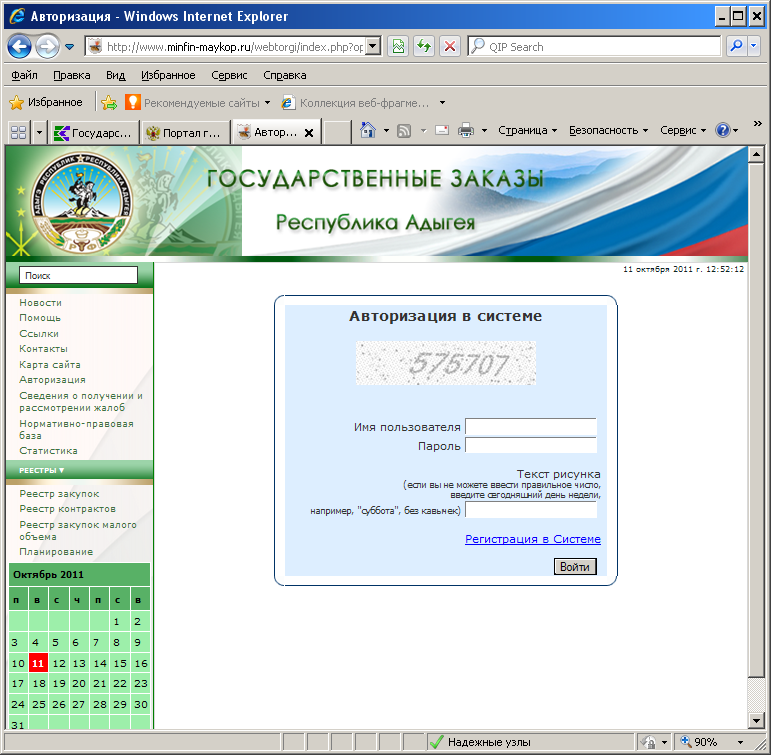 Авторизация - Windows Internet Explorer
http://www.minfin-maykop.ru/webtorgi/index.php?op
QIP Search
Файл Правка Вид Избранное Сервис Справка
Избранное Рекомендуемые сайты Коллекция веб-фрагме...
Государс... Портал г... Автор... Страница Безопасность Сервис
АДЫГЭ РЕСПУБЛИК РЕСПУБЛИКА АДЫГЕЯ
РФ
ГОСУДАРСТВЕННЫЕ ЗАКАЗЫ
Республика Адыгея
11 октября 2011 г. 12:52:12
Поиск
Новости
Помощь
Ссылки
Контакты
Карта сайта
Авторизация
Сведения о получении и
рассмотрении жалоб
Нормативно-правовая
база
Статистика
РЕЕСТРЫ ▼
Реестр закупок
Реестр контрактов
Реестр закупок малого
объема
Планирование
Октябрь 2011
п в с ч п с в
1 2
3 4 5 6 7 8 9
10 11 12 13 14 15 16
17 18 19 20 21 22 23
24 25 26 27 28 29 30
31
Авторизация в системе
575707
Имя пользователя
Пароль
Текст рисунка
(если вы не можете ввести правильное число,
введите сегодняшний день недели,
например, "суббота", без кавычек)
Регистрация в Системе
Войти
Надежные узлы
90%